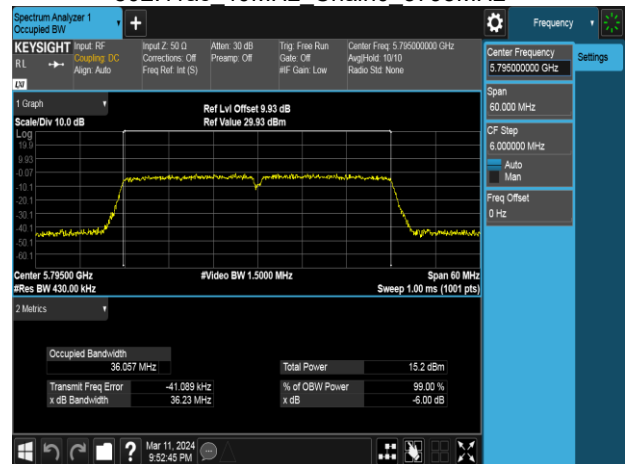 Spectrum Analyzer 1
Occupied BW
Frequency
KEYSIGHT
RL
LXI
Input: RF
Coupling: DC
Align: Auto
Input Z: 50 Ω
Corrections: Off
Freq Ref: Int (S)
Atten: 30 dB
Preamp: Off
Trig: Free Run
Gate: Off
#IF Gain: Low
Center Freq: 5.795000000 GHz
Avg|Hold: 10/10
Radio Std: None
Center Frequency
5.795000000 GHz
Settings
Span
60.000 MHz
CF Step
6.000000 MHz
Auto
Man
Freq Offset
0 Hz
1 Graph
Scale/Div 10.0 dB
Ref Lvl Offset 9.93 dB
Ref Value 29.93 dBm
Log
19.9
9.93
-0.07
-10.1
-20.1
-30.1
-40.1
-50.1
-60.1
Center 5.79500 GHz
#Video BW 1.5000 MHz
Span 60 MHz
#Res BW 430.00 kHz
Sweep 1.00 ms (1001 pts)
2 Metrics
Occupied Bandwidth
36.057 MHz
Total Power 15.2 dBm
Transmit Freq Error -41.089 kHz
% of OBW Power 99.00 %
x dB Bandwidth 36.23 MHz
x dB -6.00 dB
?
Mar 11, 2024
9:52:45 PM